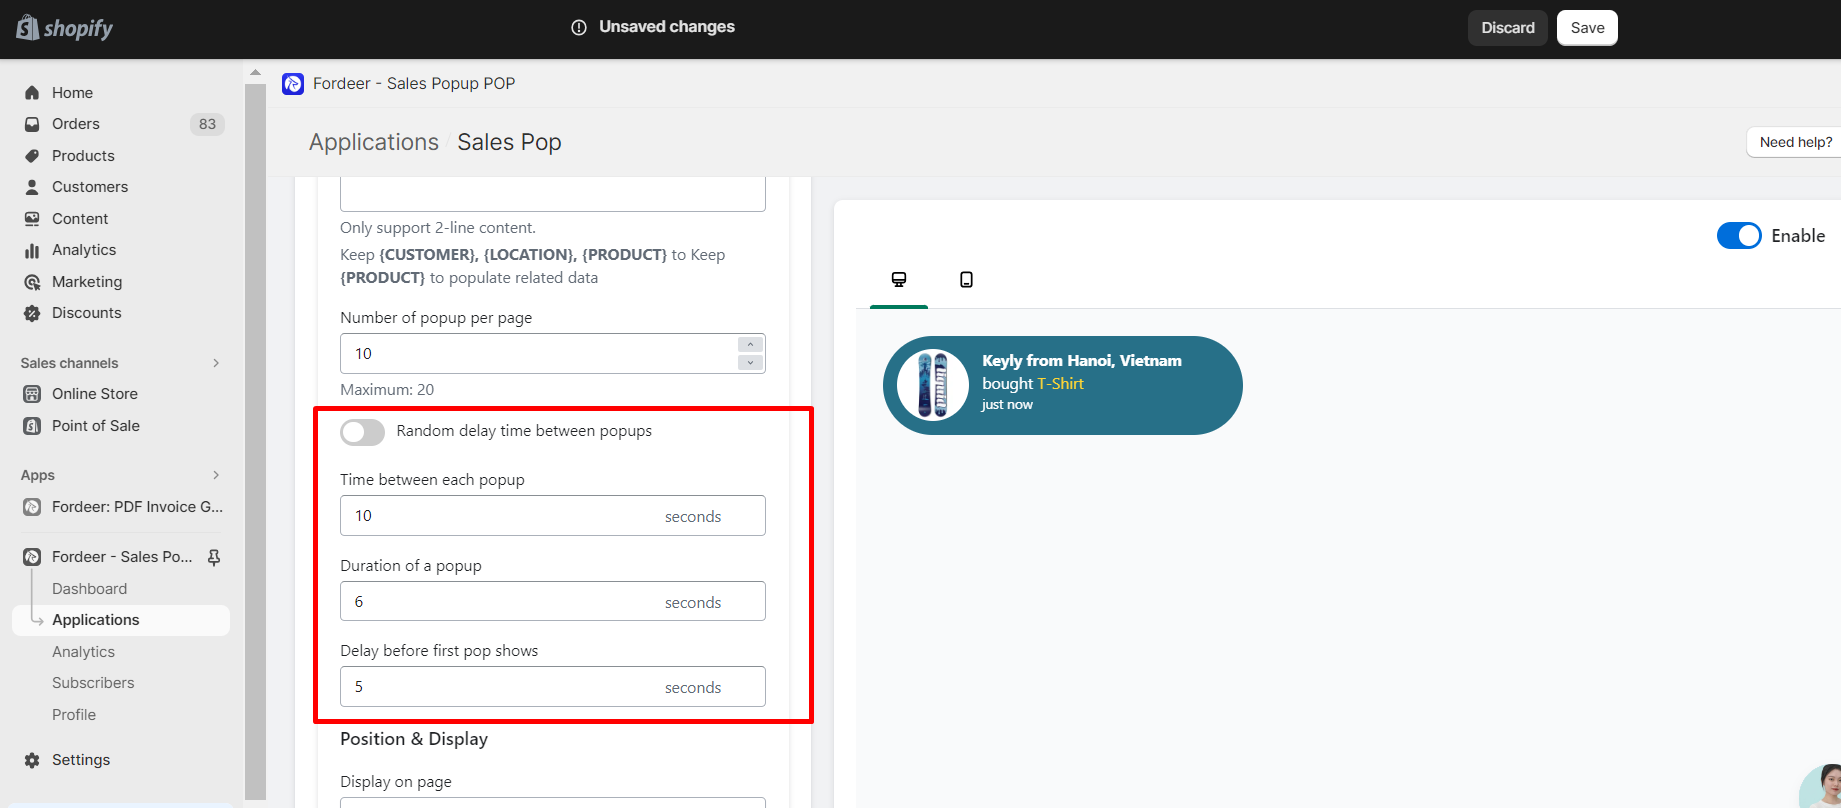 shopify
Unsaved changes
Discard
Save
Home
Orders
83
Products
Customers
Content
Analytics
Marketing
Discounts
Sales channels
Online Store
Point of Sale
Apps
Fordeer: PDF Invoice G...
Fordeer - Sales Po...
Dashboard
Applications
Analytics
Subscribers
Profile
Settings
Fordeer - Sales Popup POP
Applications / Sales Pop
Need help?
Only support 2-line content.
Keep {CUSTOMER}, {LOCATION}, {PRODUCT} to Keep
{PRODUCT} to populate related data
Number of popup per page
10
Maximum: 20
Random delay time between popups
Time between each popup
10 seconds
Duration of a popup
6 seconds
Delay before first pop shows
5 seconds
Position & Display
Display on page
Enable
Keyly from Hanoi, Vietnam
bought T-Shirt
just now